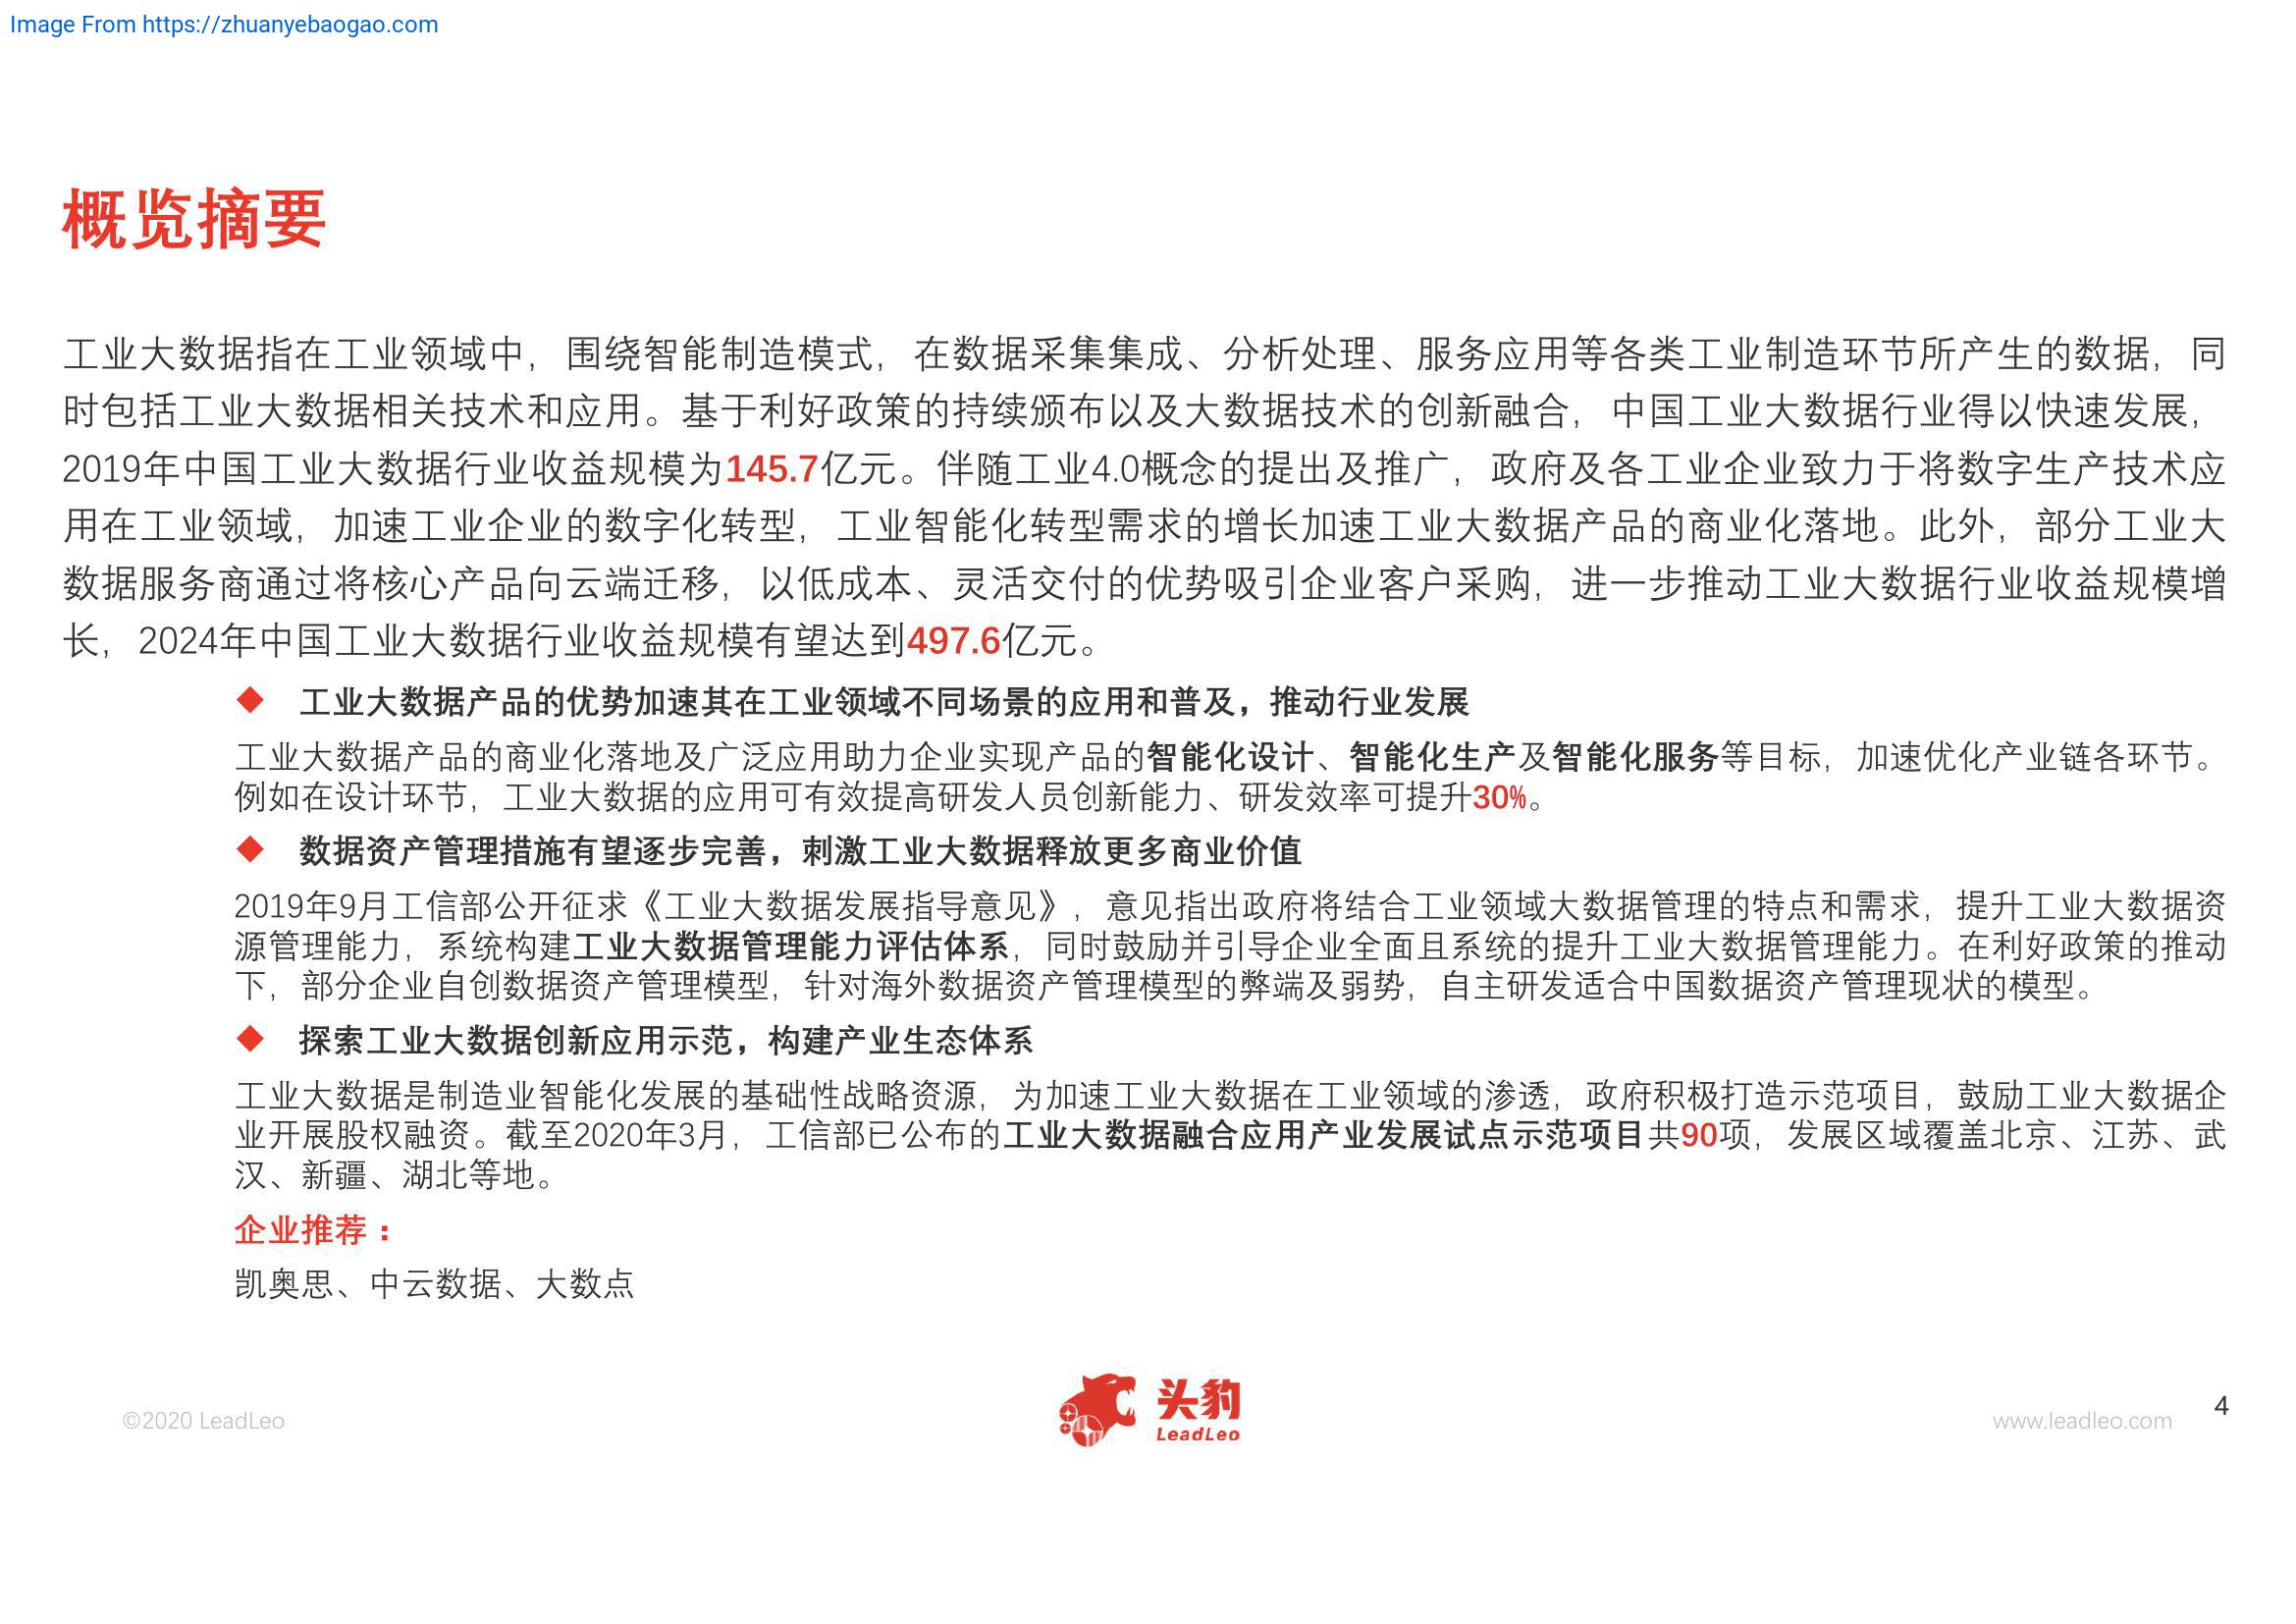 Image From https://zhuanyebaogao.com
概览摘要
工业大数据指在工业领域中，围绕智能制造模式，在数据采集集成、分析处理、服务应用等各类工业制造环节所产生的数据，同
时包括工业大数据相关技术和应用。基于利好政策的持续颁布以及大数据技术的创新融合，中国工业大数据行业得以快速发展，
2019年中国工业大数据行业收益规模为145.7亿元。伴随工业4.0概念的提出及推广，政府及各工业企业致力于将数字生产技术应
用在工业领域，加速工业企业的数字化转型，工业智能化转型需求的增长加速工业大数据产品的商业化落地。此外，部分工业大
数据服务商通过将核心产品向云端迁移，以低成本、灵活交付的优势吸引企业客户采购，进一步推动工业大数据行业收益规模增
长，2024年中国工业大数据行业收益规模有望达到497.6亿元。
◆ 工业大数据产品的优势加速其在工业领域不同场景的应用和普及，推动行业发展
工业大数据产品的商业化落地及广泛应用助力企业实现产品的智能化设计、智能化生产及智能化服务等目标，加速优化产业链各环节。
例如在设计环节，工业大数据的应用可有效提高研发人员创新能力、研发效率可提升30%。
◆ 数据资产管理措施有望逐步完善，刺激工业大数据释放更多商业价值
2019年9月工信部公开征求《工业大数据发展指导意见》，意见指出政府将结合工业领域大数据管理的特点和需求，提升工业大数据资
源管理能力，系统构建工业大数据管理能力评估体系，同时鼓励并引导企业全面且系统的提升工业大数据管理能力。在利好政策的推动
下，部分企业自创数据资产管理模型，针对海外数据资产管理模型的弊端及弱势，自主研发适合中国数据资产管理现状的模型。
◆ 探索工业大数据创新应用示范，构建产业生态体系
工业大数据是制造业智能化发展的基础性战略资源，为加速工业大数据在工业领域的渗透，政府积极打造示范项目，鼓励工业大数据企
业开展股权融资。截至2020年3月，工信部已公布的工业大数据融合应用产业发展试点示范项目共90项，发展区域覆盖北京、江苏、武
汉、新疆、湖北等地。
企业推荐：
凯奥思、中云数据、大数点
©2020 LeadLeo
头豹
LeadLeo
www.leadleo.com
4